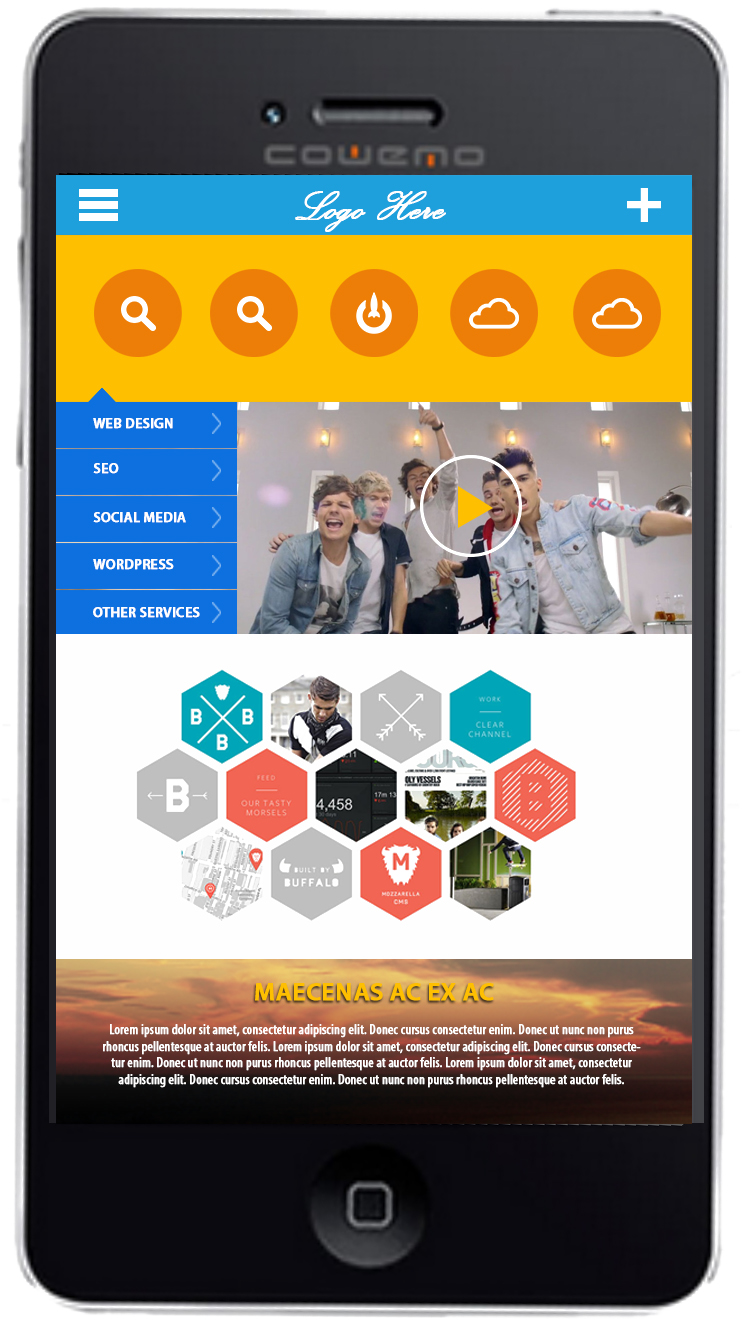 cowemo
Logo Here
WEB DESIGN
SEO
SOCIAL MEDIA
WORDPRESS
OTHER SERVICES
B B
B
WORK
CLEAR
CHANNEL
B
FEED
OUR TASTY
MORSELS
4,458
17m 13
OLY VESSELS
B
BUILT BY
BUFFALO
M
MOZZARELLA
CMS
MAECENAS AC EX AC
Lorem ipsum dolor sit amet, consectetur adipiscing elit. Donec cursus consectetur enim. Donec ut nunc non purus
rhoncus pellentesque at auctor felis. Lorem ipsum dolor sit amet, consectetur adipiscing elit. Donec cursus consecte-
tur enim. Donec ut nunc non purus rhoncus pellentesque at auctor felis. Lorem ipsum dolor sit amet, consectetur
adipiscing elit. Donec cursus consectetur enim. Donec ut nunc non purus rhoncus pellentesque at auctor felis.